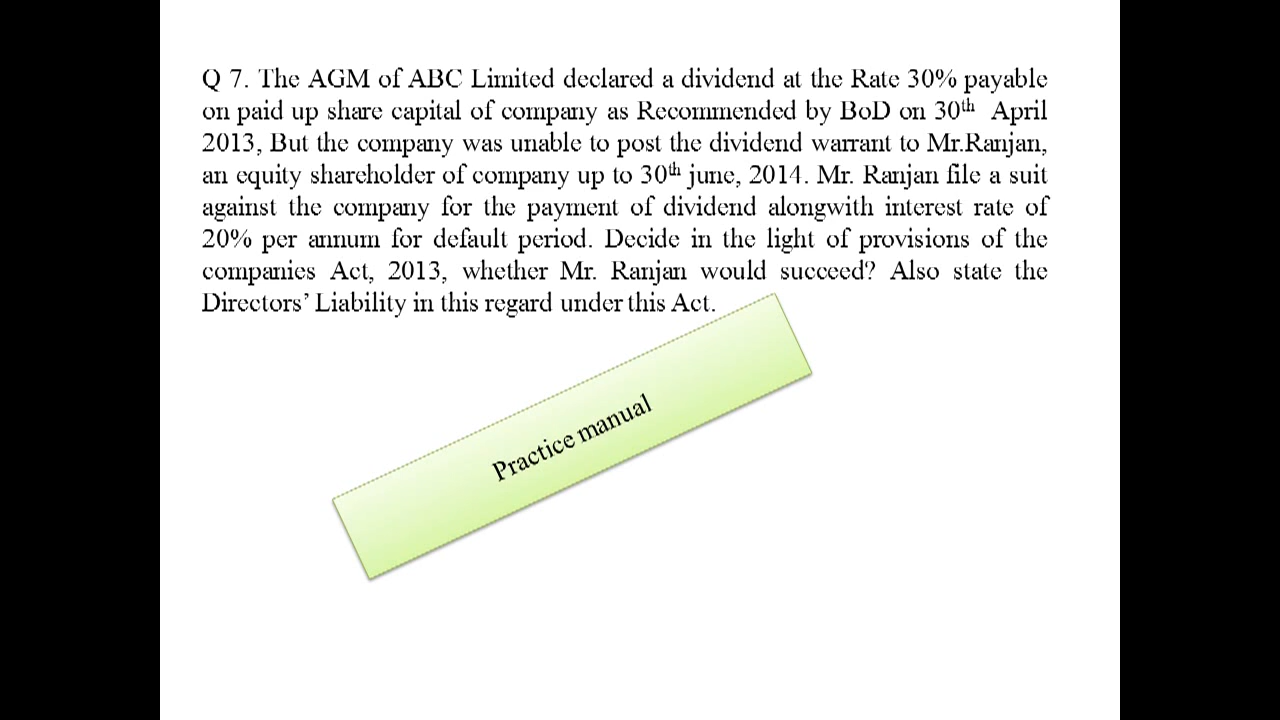 Q 7. The AGM of ABC Limited declared a dividend at the Rate 30% payable
on paid up share capital of company as Recommended by BoD on 30th April
2013, But the company was unable to post the dividend warrant to Mr.Ranjan,
an equity shareholder of company up to 30th june, 2014. Mr. Ranjan file a suit
against the company for the payment of dividend alongwith interest rate of
20% per annum for default period. Decide in the light of provisions of the
companies Act, 2013, whether Mr. Ranjan would succeed? Also state the
Directors' Liability in this regard under this Act.
Practice manual